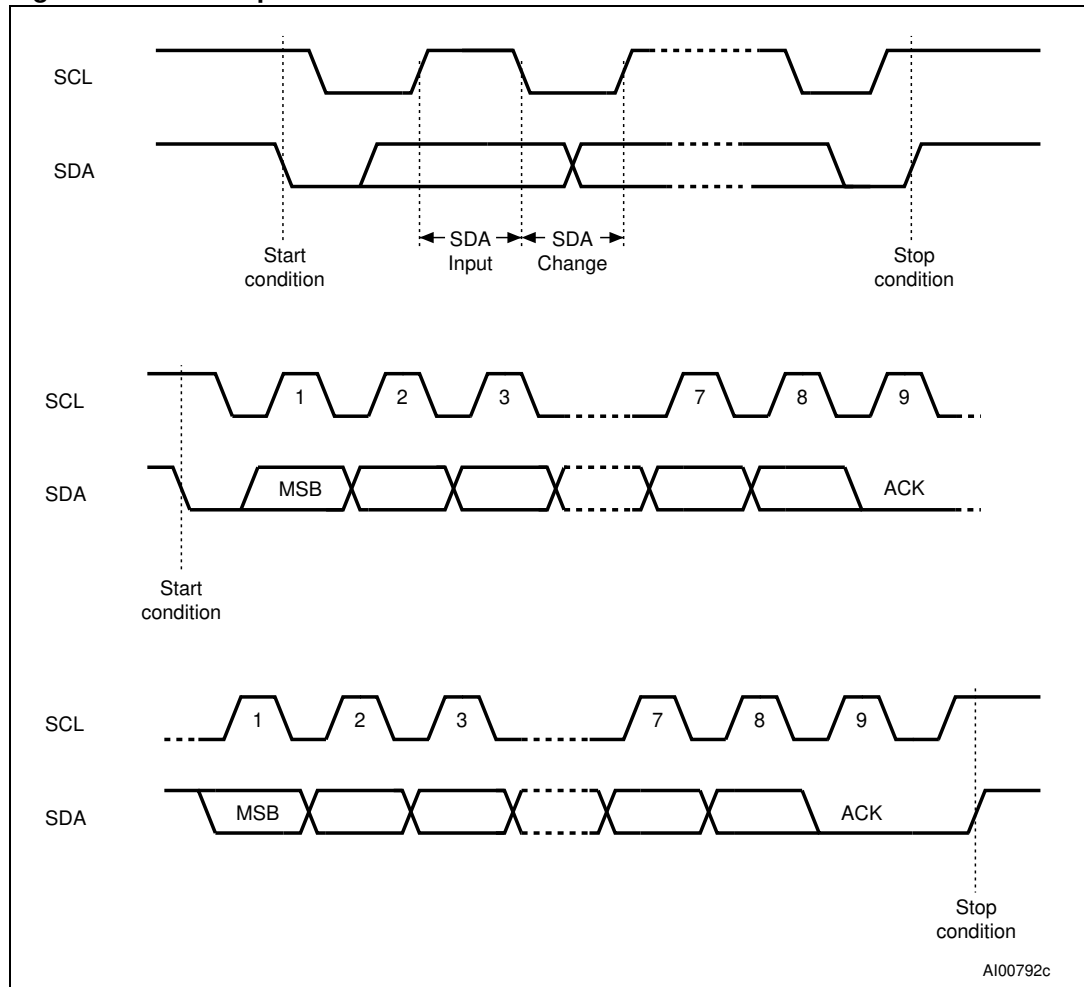 SCL
SDA
SDA
Input
SDA
Change
Start
condition
Stop
condition
SCL
1 2 3 7 8 9
SDA
MSB
ACK
Start
condition
SCL
1 2 3 7 8 9
SDA
MSB
ACK
Stop
condition
AI00792c